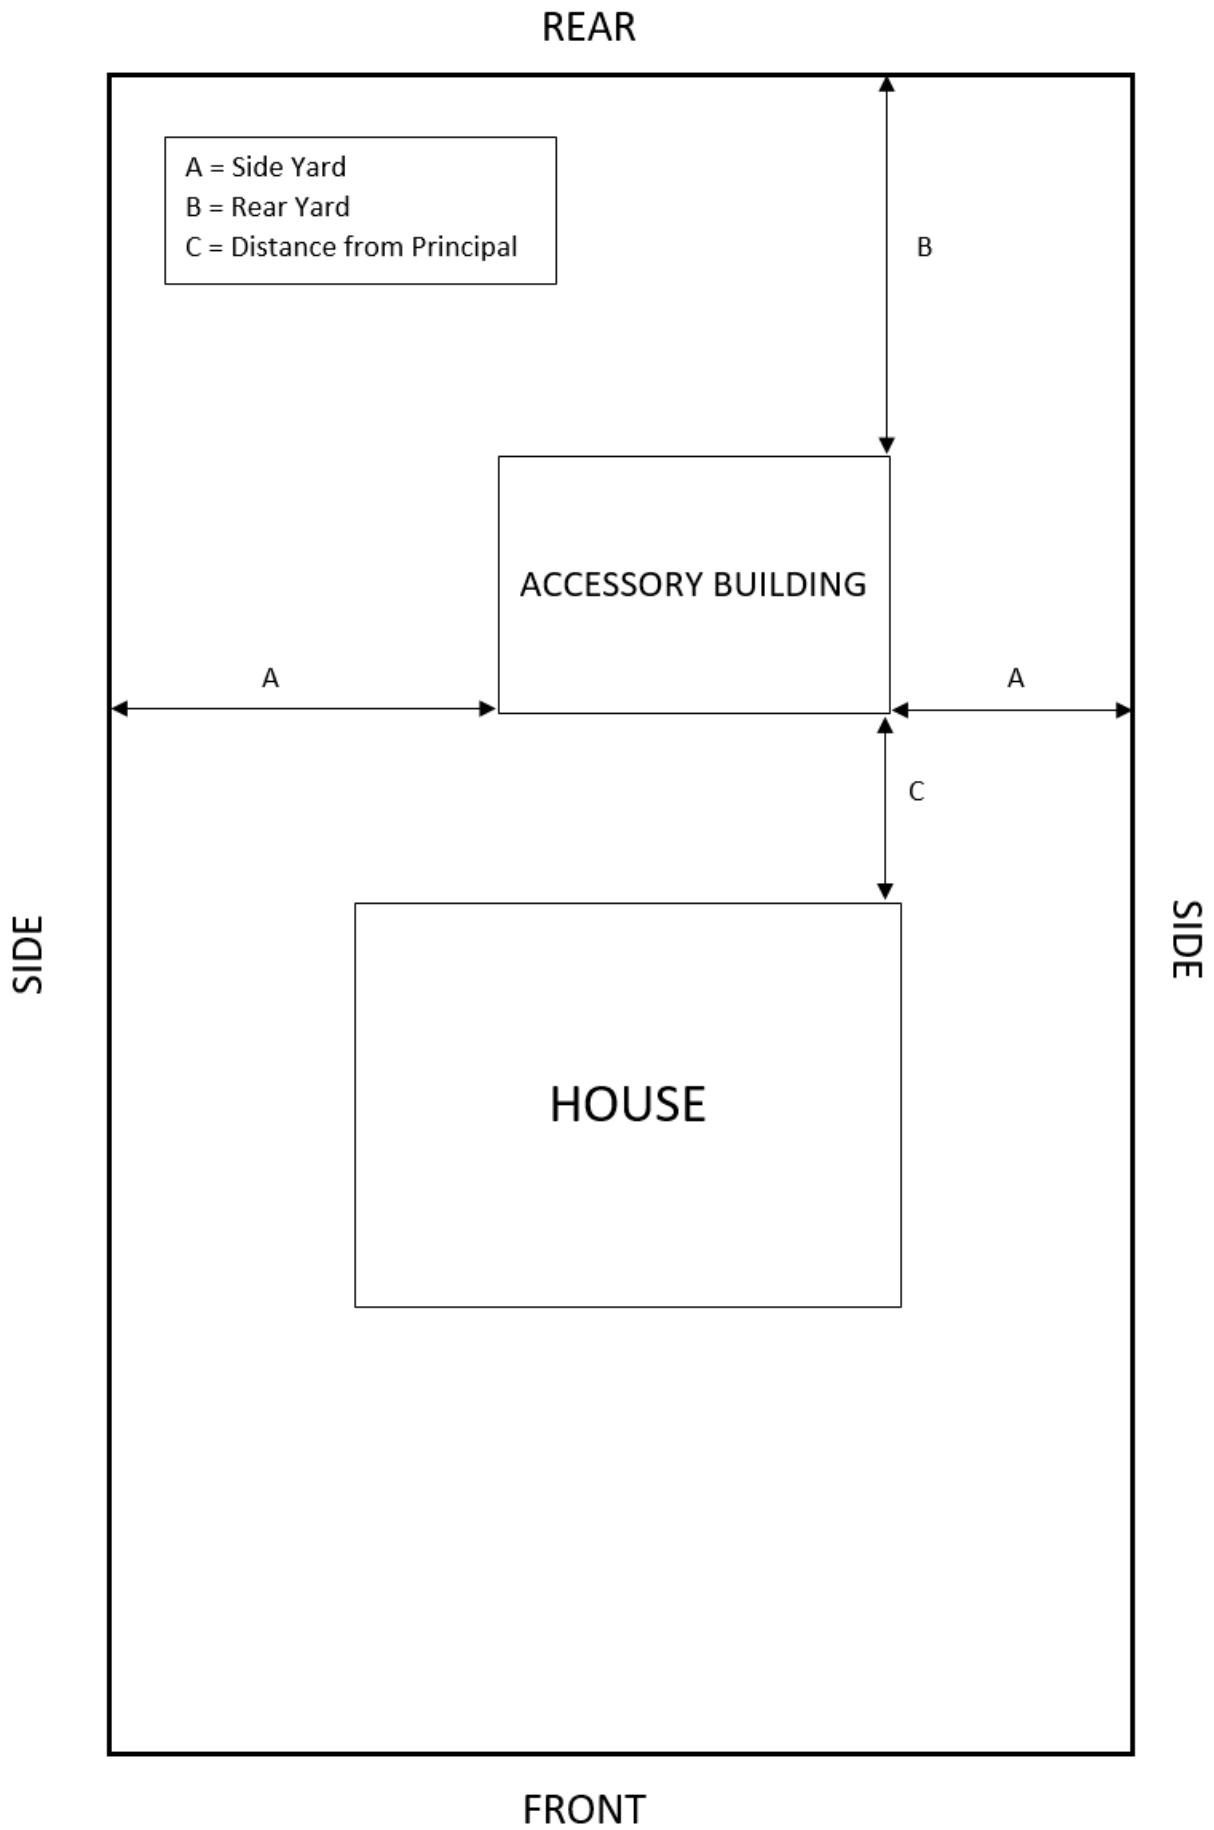 REAR
A = Side Yard
B = Rear Yard
C = Distance from Principal
B
ACCESSORY BUILDING
A
A
C
SIDE
SIDE
HOUSE
FRONT